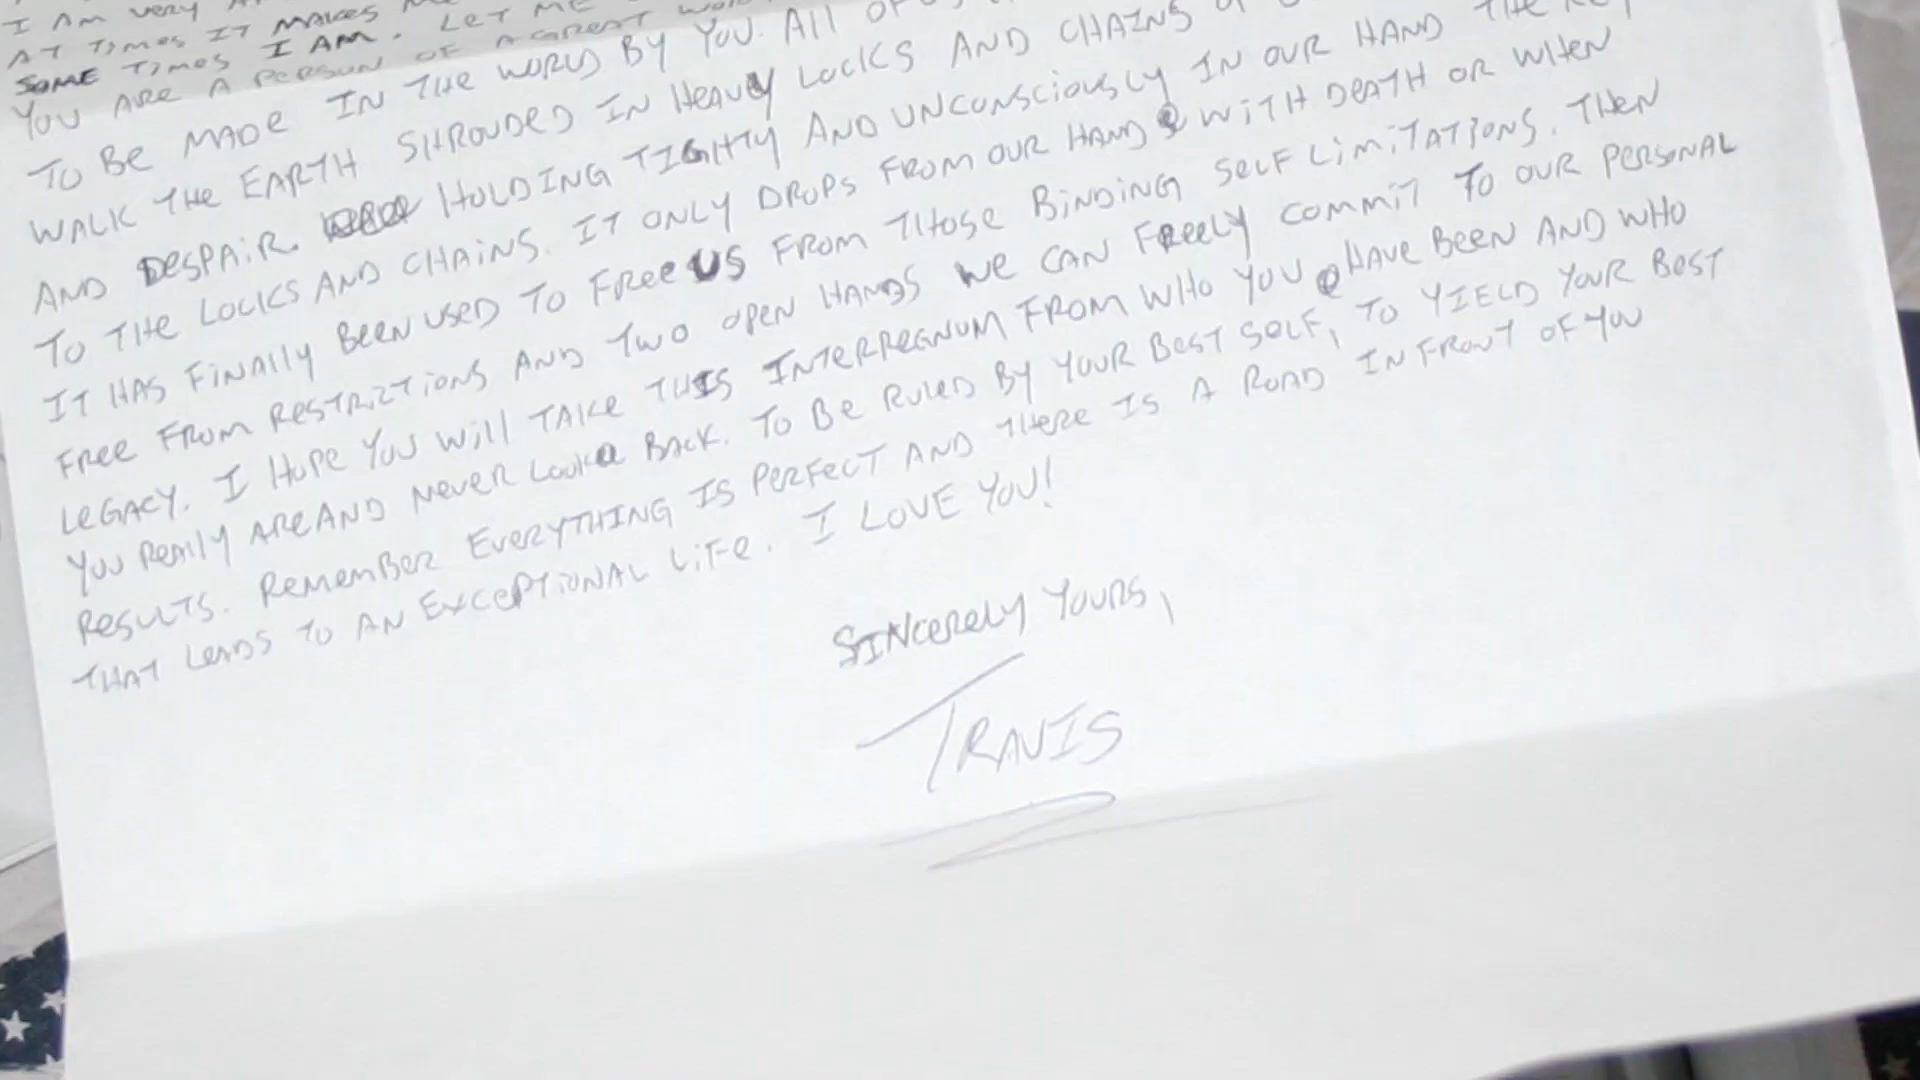 I AM VERY
AT TIMES IT MAKES
SOME TIMES I AM. LET ME
YOU ARE A PERSON OF A GREAT
TO BE MADE IN THE WORLD BY YOU. All OF
WALK THE EARTH SHROUDED IN HEAVY LOCKS AND CHAINS OF
AND DESPAIR. HOLDING TIGHTLY AND UNCONSCIOUSLY IN OUR HAND THE KEY
TO THE LOCKS AND CHAINS. IT ONLY DROPS FROM OUR HAND WITH DEATH OR WHEN
IT HAS FINALLY BEEN USED TO FREE US FROM THOSE BINDING SELF LIMITATIONS. THEN
FREE FROM RESTRIZTIONS AND TWO OPEN HANDS WE CAN FREELY COMMIT TO OUR PERSONAL
LEGACY. I HOPE YOU WILL TAKE THIS INTERREGNUM FROM WHO YOU HAVE BEEN AND WHO
YOU REALLY ARE AND NEVER LOOK BACK. TO BE RULED BY YOUR BEST SELF, TO YIELD YOUR BEST
RESULTS. REMEMBER EVERYTHING IS PERFECT AND THERE IS A ROAD IN FRONT OF YOU
THAT LEADS TO AN EXCEPTIONAL LIFE. I LOVE YOU!
SINCERELY YOURS,
TRAVIS